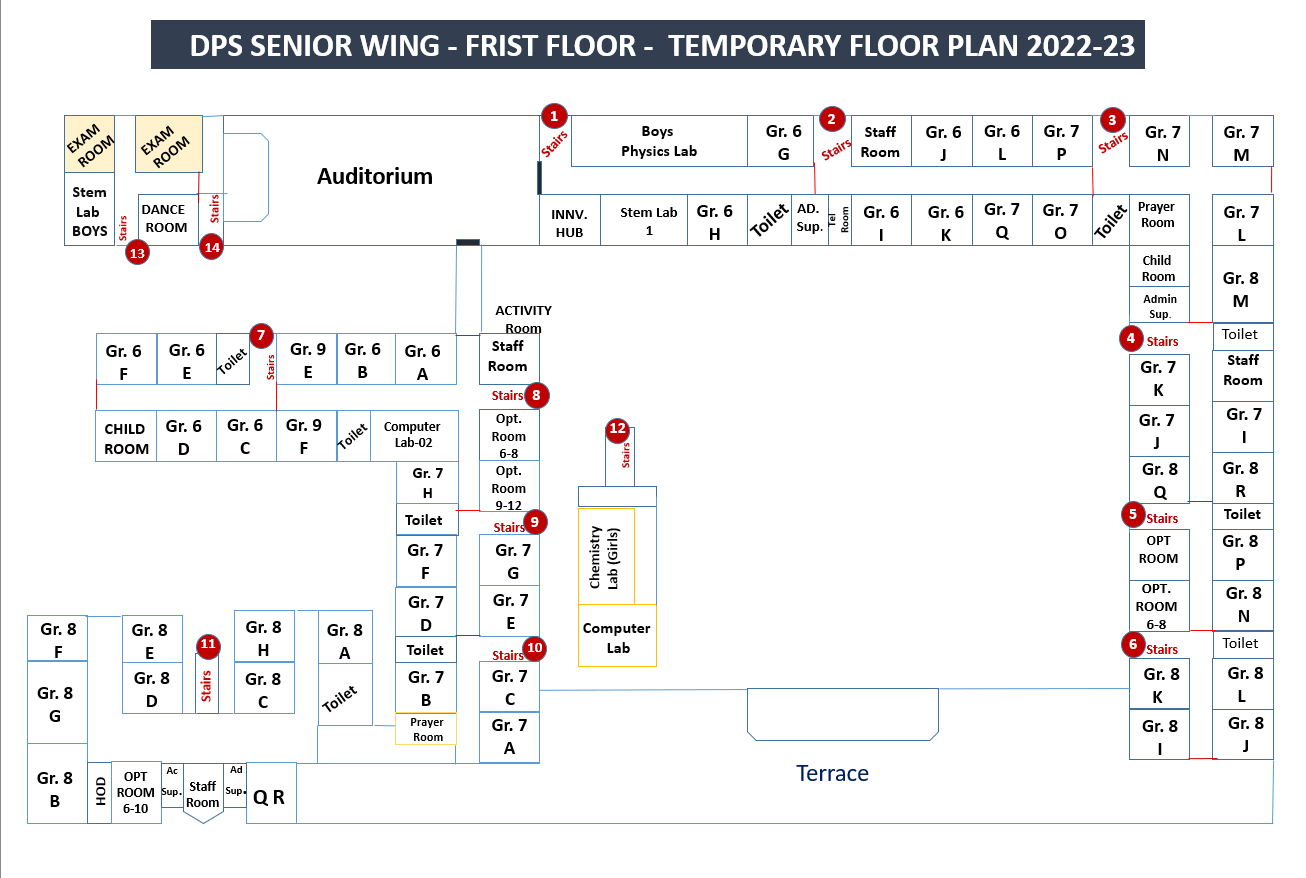 DPS SENIOR WING - FRIST FLOOR - TEMPORARY FLOOR PLAN 2022-23
EXAM
ROOM
EXAM
ROOM
Auditorium
1
Stairs
Boys
Physics Lab
Gr. 6
G
2
Stairs
Staff
Room
Gr. 6
J
Gr. 6
L
Gr. 7
P
3
Stairs
Gr. 7
N
Gr. 7
M
Stem
Lab
BOYS
Stairs
13
DANCE
ROOM
Stairs
14
INNV.
HUB
Stem Lab
1
Gr. 6
H
Toilet
AD.
Sup.
Tel
Room
Gr. 6
I
Gr. 6
K
Gr. 7
Q
Gr. 7
O
Toilet
Prayer
Room
Gr. 7
L
Child
Room
Admin
Sup.
Gr. 8
M
4
Stairs
Toilet
Gr. 7
K
Staff
Room
Gr. 7
J
Gr. 7
I
Gr. 8
Q
Gr. 8
R
5
Stairs
Toilet
OPT
ROOM
Gr. 8
P
OPT.
ROOM
6-8
Gr. 8
N
6
Stairs
Toilet
Gr. 8
K
Gr. 8
L
Gr. 8
I
Gr. 8
J
ACTIVITY
Room
Gr. 6
F
Gr. 6
E
Toilet
7
Stairs
Gr. 9
E
Gr. 6
B
Gr. 6
A
Staff
Room
Stairs
8
CHILD
ROOM
Gr. 6
D
Gr. 6
C
Gr. 9
F
Toilet
Computer
Lab-02
Opt.
Room
6-8
Gr. 7
H
Opt.
Room
9-12
Toilet
Stairs
9
Gr. 7
F
Gr. 7
G
Gr. 7
D
Gr. 7
E
Toilet
Stairs
10
Gr. 7
B
Gr. 7
C
Prayer
Room
Gr. 7
A
12
Stairs
Chemistry
Lab (Girls)
Computer
Lab
Gr. 8
F
Gr. 8
E
11
Stairs
Gr. 8
H
Gr. 8
A
Gr. 8
G
Gr. 8
D
Gr. 8
C
Toilet
Gr. 8
B
HOD
OPT
ROOM
6-10
Ac
Sup.
Staff
Room
Ad
Sup.
Q R
Terrace